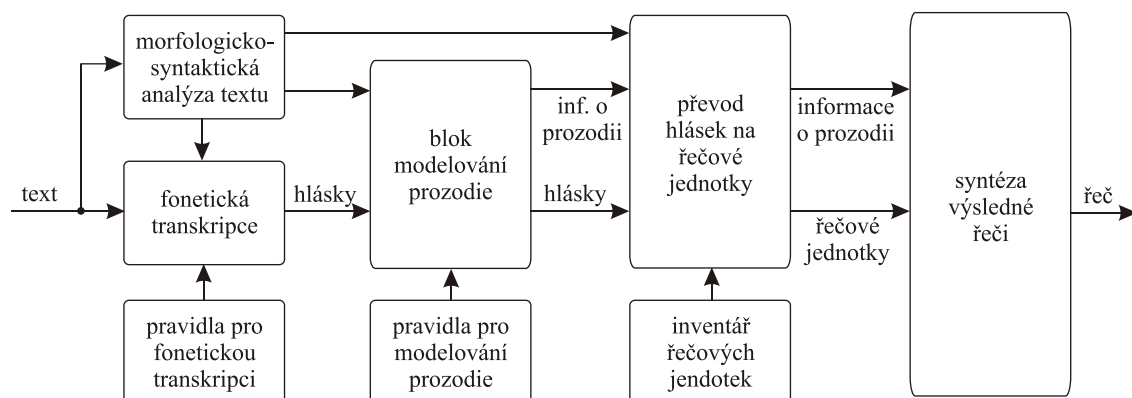 morfologicko-
syntaktická
analýza textu
text
fonetická
transkripce
pravidla pro
fonetickou
transkripci
hlásky
blok
modelování
prozodie
pravidla pro
modelování
prozodie
inf. o
prozodii
hlásky
převod
hlásek na
řečové
jednotky
inventář
řečových
jendotek
informace
o prozodii
řečové
jednotky
syntéza
výsledné
řeči
řeč